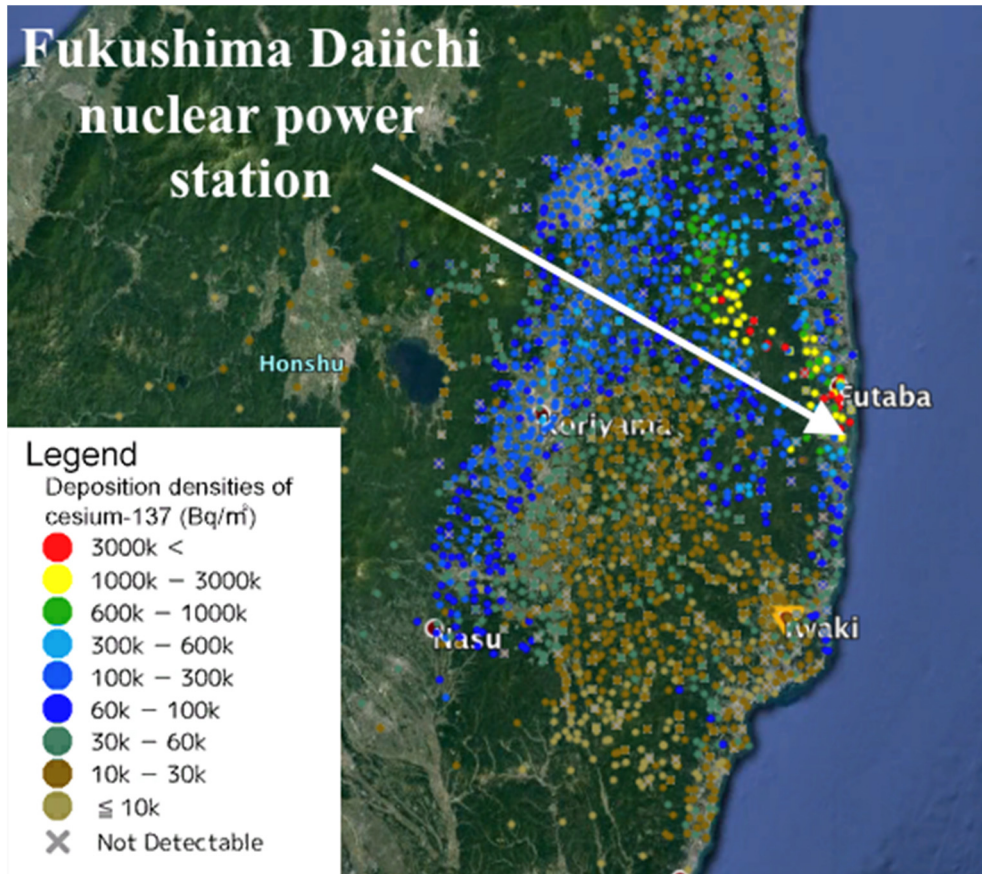 Fukushima Daiichi
nuclear power
station
Honshu
Futaba
Koriyama
Iwaki
Nasu
Legend
Deposition densities of
cesium-137 (Bq/㎡)
3000k <
1000k – 3000k
600k – 1000k
300k – 600k
100k – 300k
60k – 100k
30k – 60k
10k – 30k
≦ 10k
Not Detectable